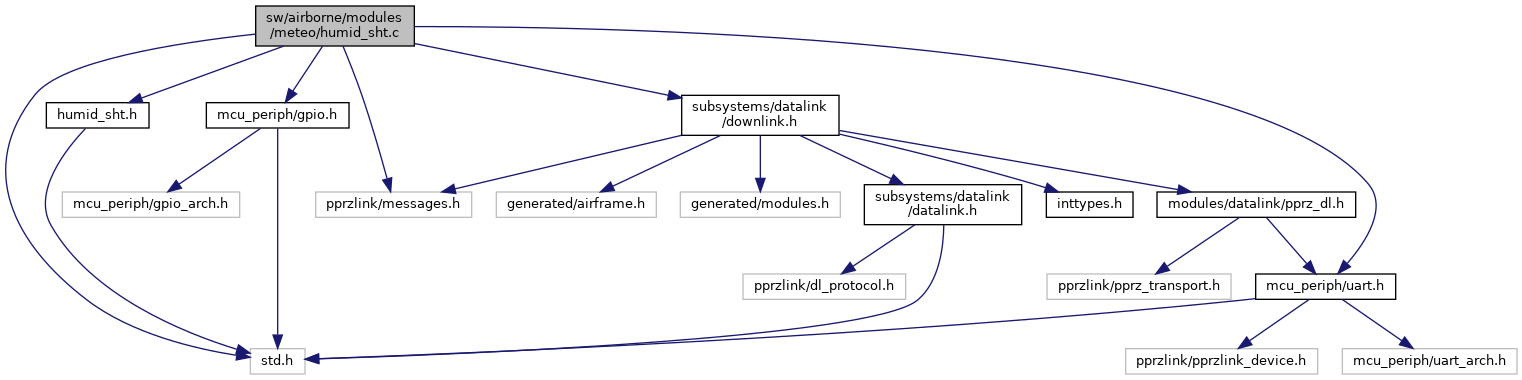 sw/airborne/modules
/meteo/humid_sht.c
humid_sht.h
mcu_periph/gpio.h
subsystems/datalink
/downlink.h
mcu_periph/gpio_arch.h
pprzlink/messages.h
generated/airframe.h
generated/modules.h
subsystems/datalink
/datalink.h
inttypes.h
modules/datalink/pprz_dl.h
pprzlink/dl_protocol.h
pprzlink/pprz_transport.h
mcu_periph/uart.h
std.h
pprzlink/pprzlink_device.h
mcu_periph/uart_arch.h